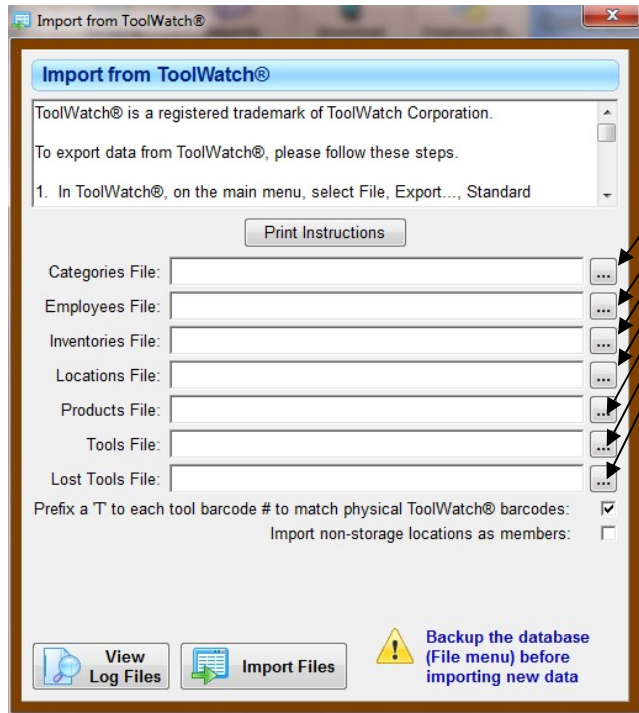 Import from ToolWatch®
Import from ToolWatch®
ToolWatch® is a registered trademark of ToolWatch Corporation.
To export data from ToolWatch®, please follow these steps.
1. In ToolWatch®, on the main menu, select File, Export..., Standard
Print Instructions
Categories File: ...
Employees File: ...
Inventories File: ...
Locations File: ...
Products File: ...
Tools File: ...
Lost Tools File: ...
Prefix a 'T' to each tool barcode # to match physical ToolWatch® barcodes:
Import non-storage locations as members:
View
Log Files
Import Files
Backup the database
(File menu) before
importing new data